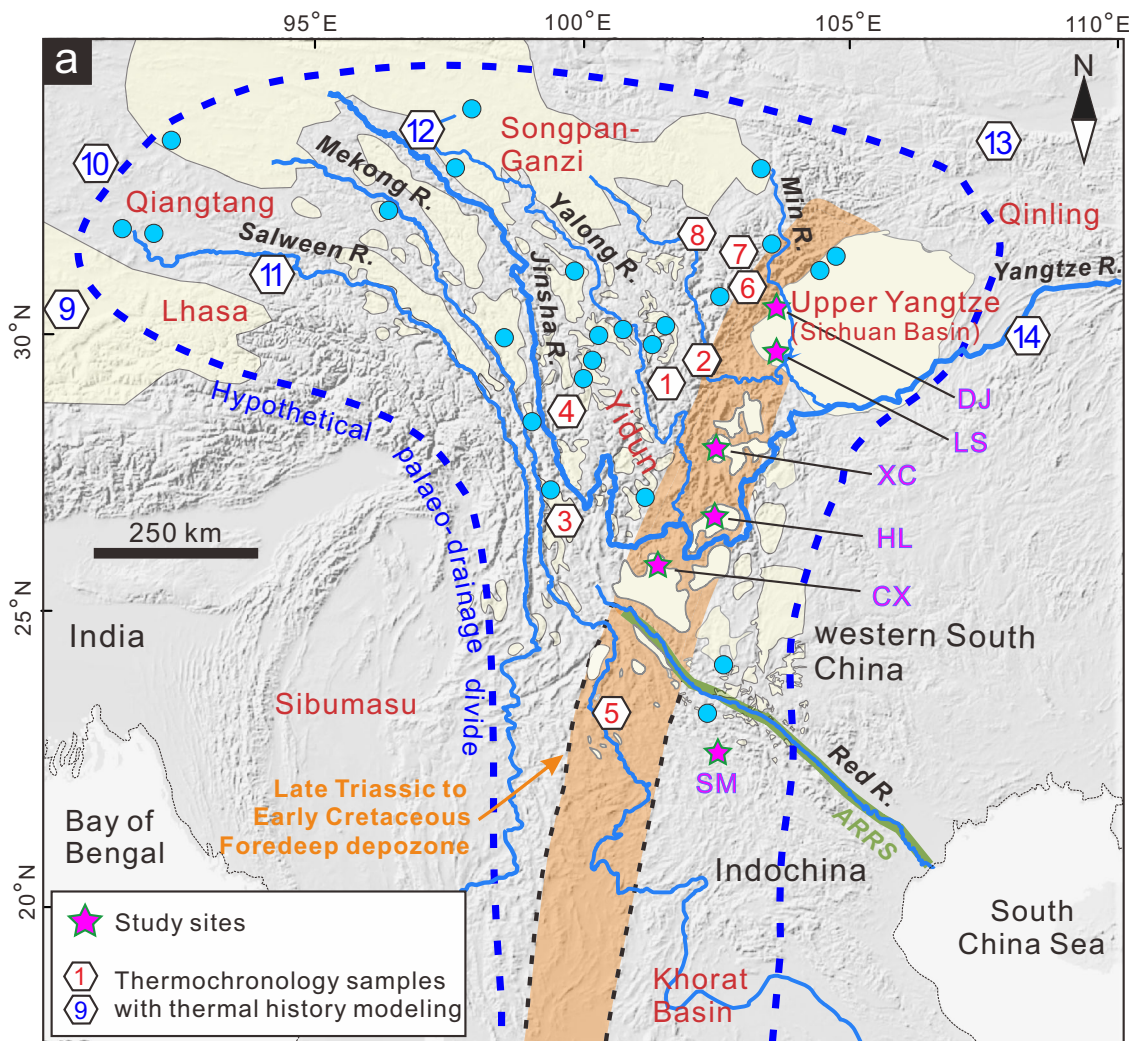 95°E
100°E
105°E
110°E
a
N
12
Songpan-
Ganzi
13
10
Mekong R.
Min R.
Qiangtang
Yalong R.
Qinling
8
7
Salween R.
11
Jinsha R.
6
Yangtze R.
9
Lhasa
Upper Yangtze
(Sichuan Basin)
14
30°N
2
1
Hypothetical
palaeo-drainage
divide
4
Yidun
DJ
LS
XC
3
250 km
HL
CX
25°N
India
western South
China
Sibumasu
5
SM
Red R.
ARRS
Late Triassic to
Early Cretaceous
Foredeep depozone
Bay of
Bengal
Indochina
20°N
South
China Sea
Study sites
Khorat
Basin
1
Thermochronology samples
9
with thermal history modeling